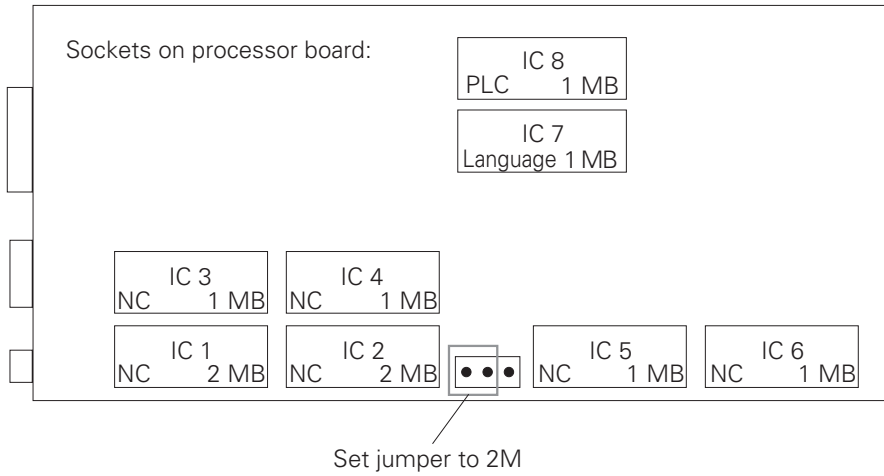 Sockets on processor board:
IC 8
PLC 1 MB
IC 7
Language 1 MB
IC 3
NC 1 MB
IC 4
NC 1 MB
IC 1
NC 2 MB
IC 2
NC 2 MB
IC 5
NC 1 MB
IC 6
NC 1 MB
Set jumper to 2M